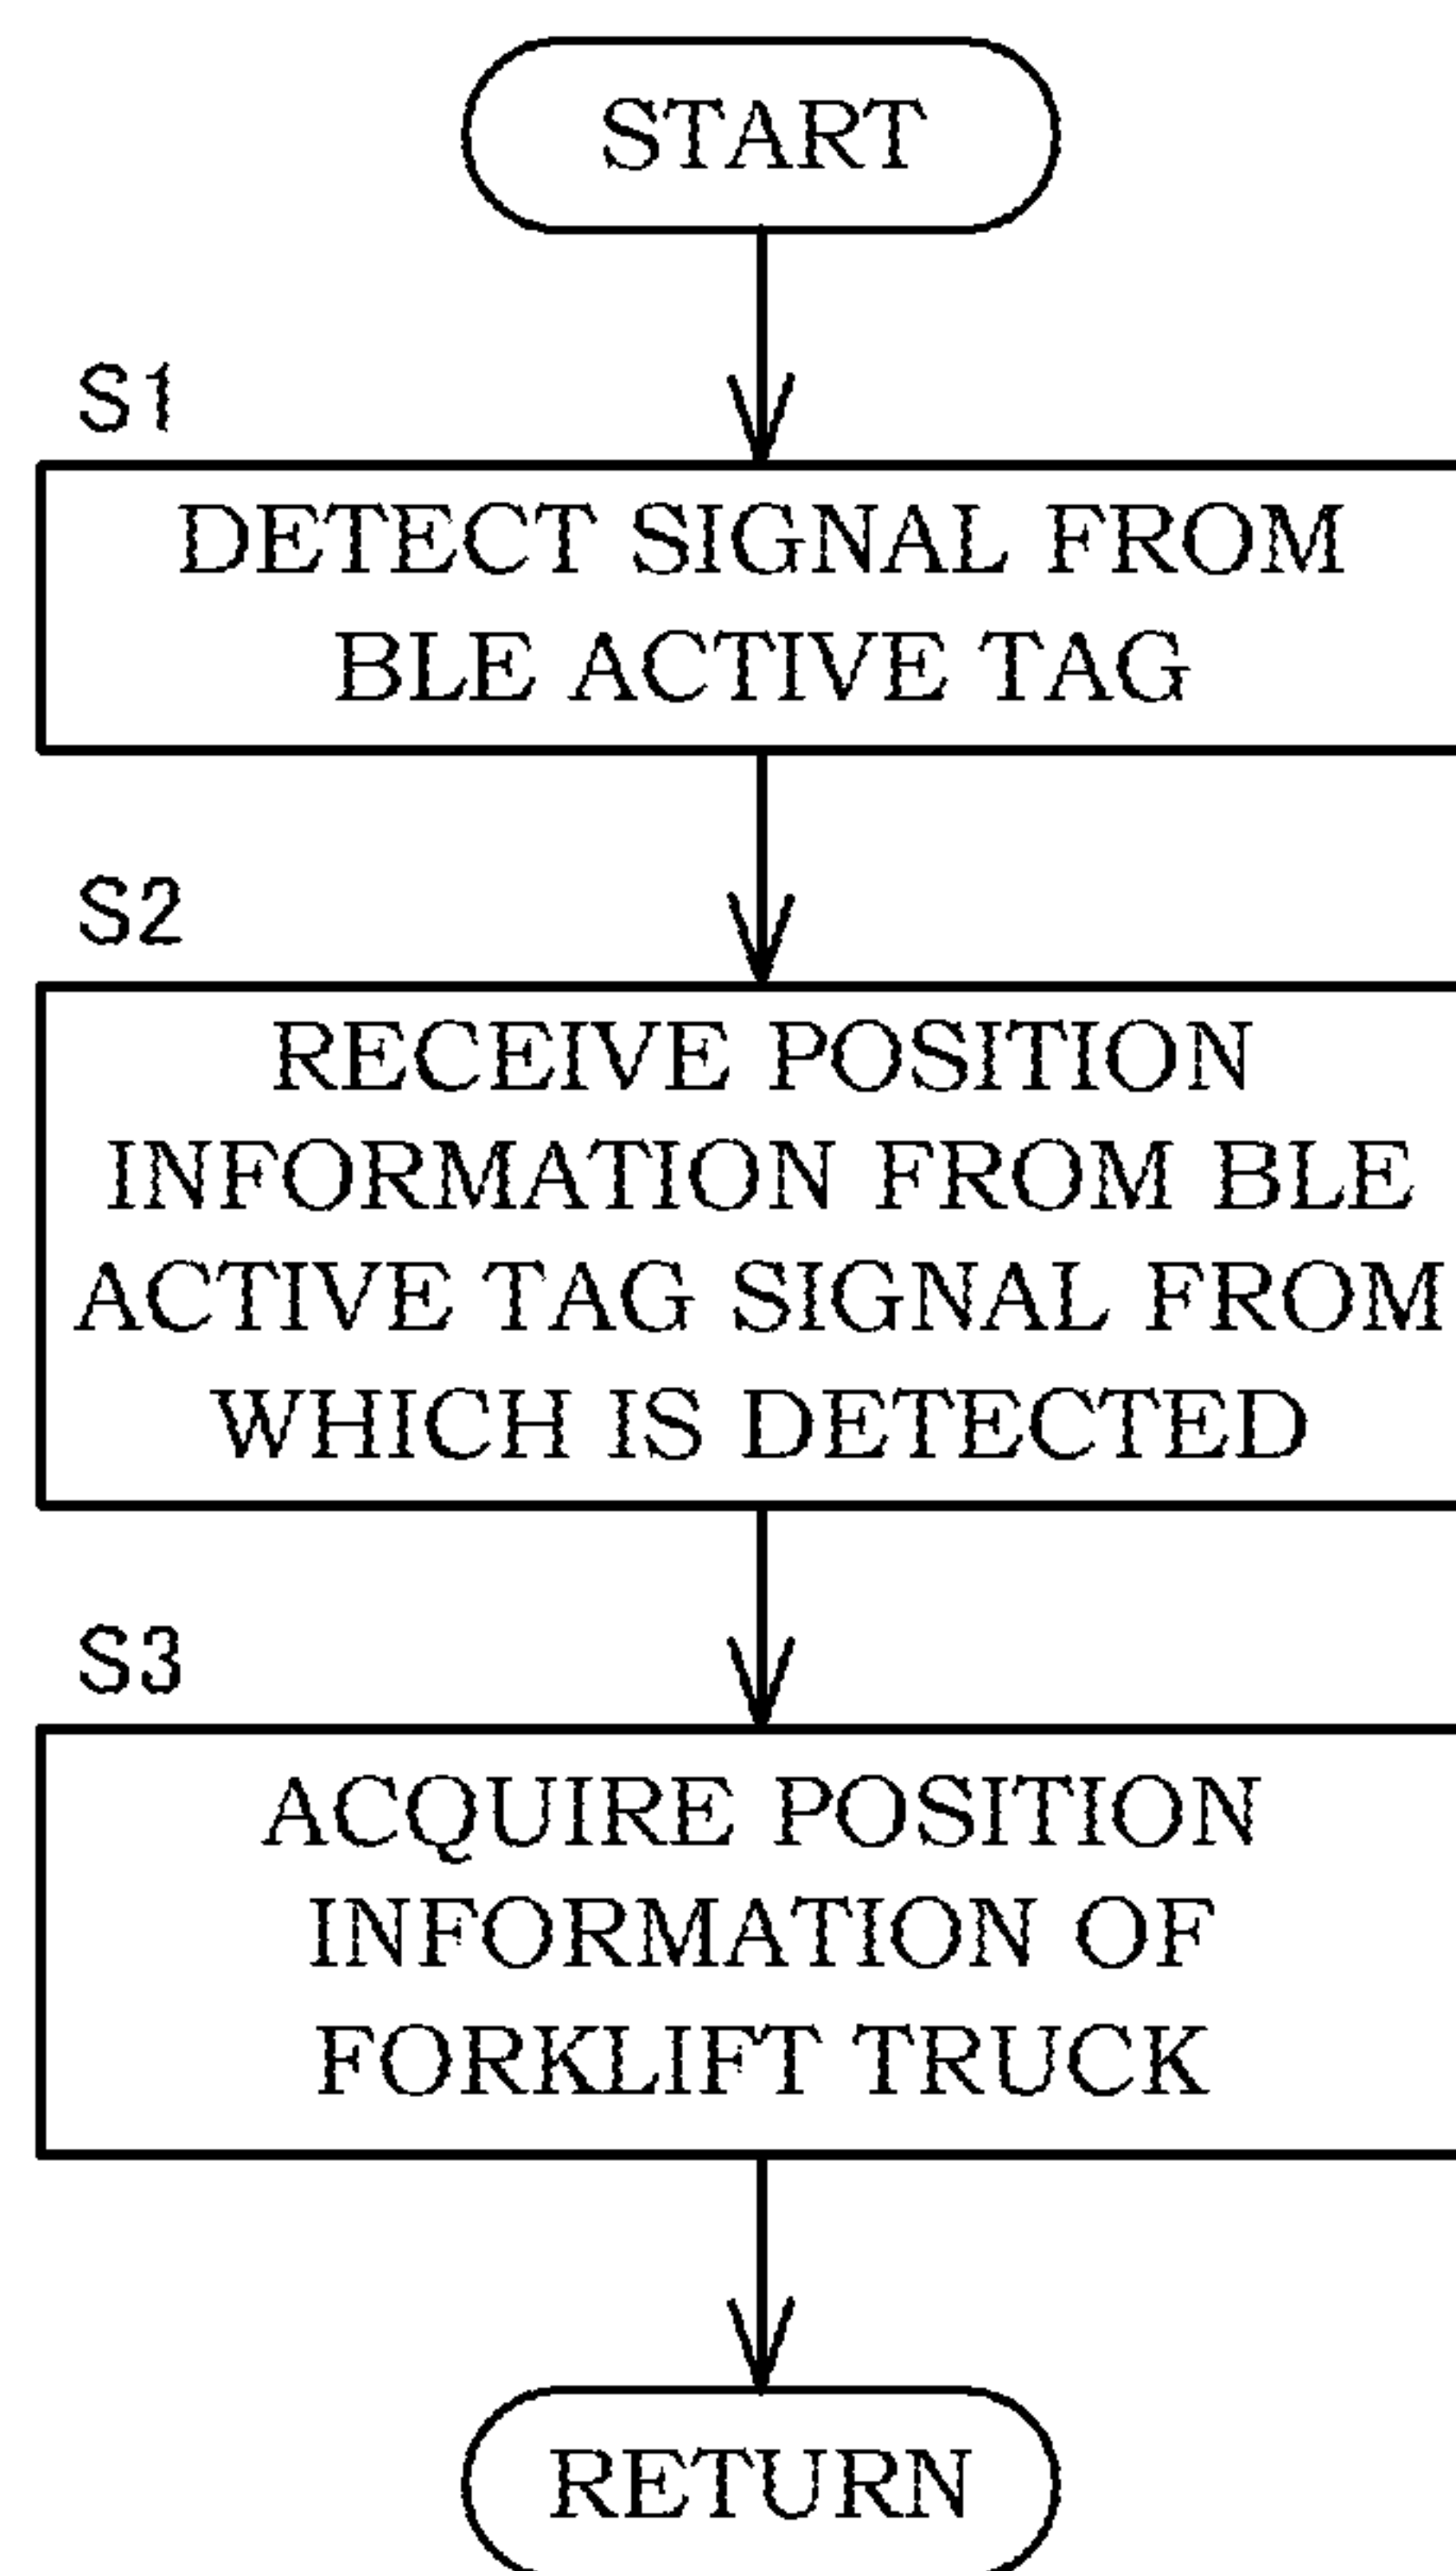 START
S1
DETECT SIGNAL FROM
BLE ACTIVE TAG
S2
RECEIVE POSITION
INFORMATION FROM BLE
ACTIVE TAG SIGNAL FROM
WHICH IS DETECTED
S3
ACQUIRE POSITION
INFORMATION OF
FORKLIFT TRUCK
RETURN